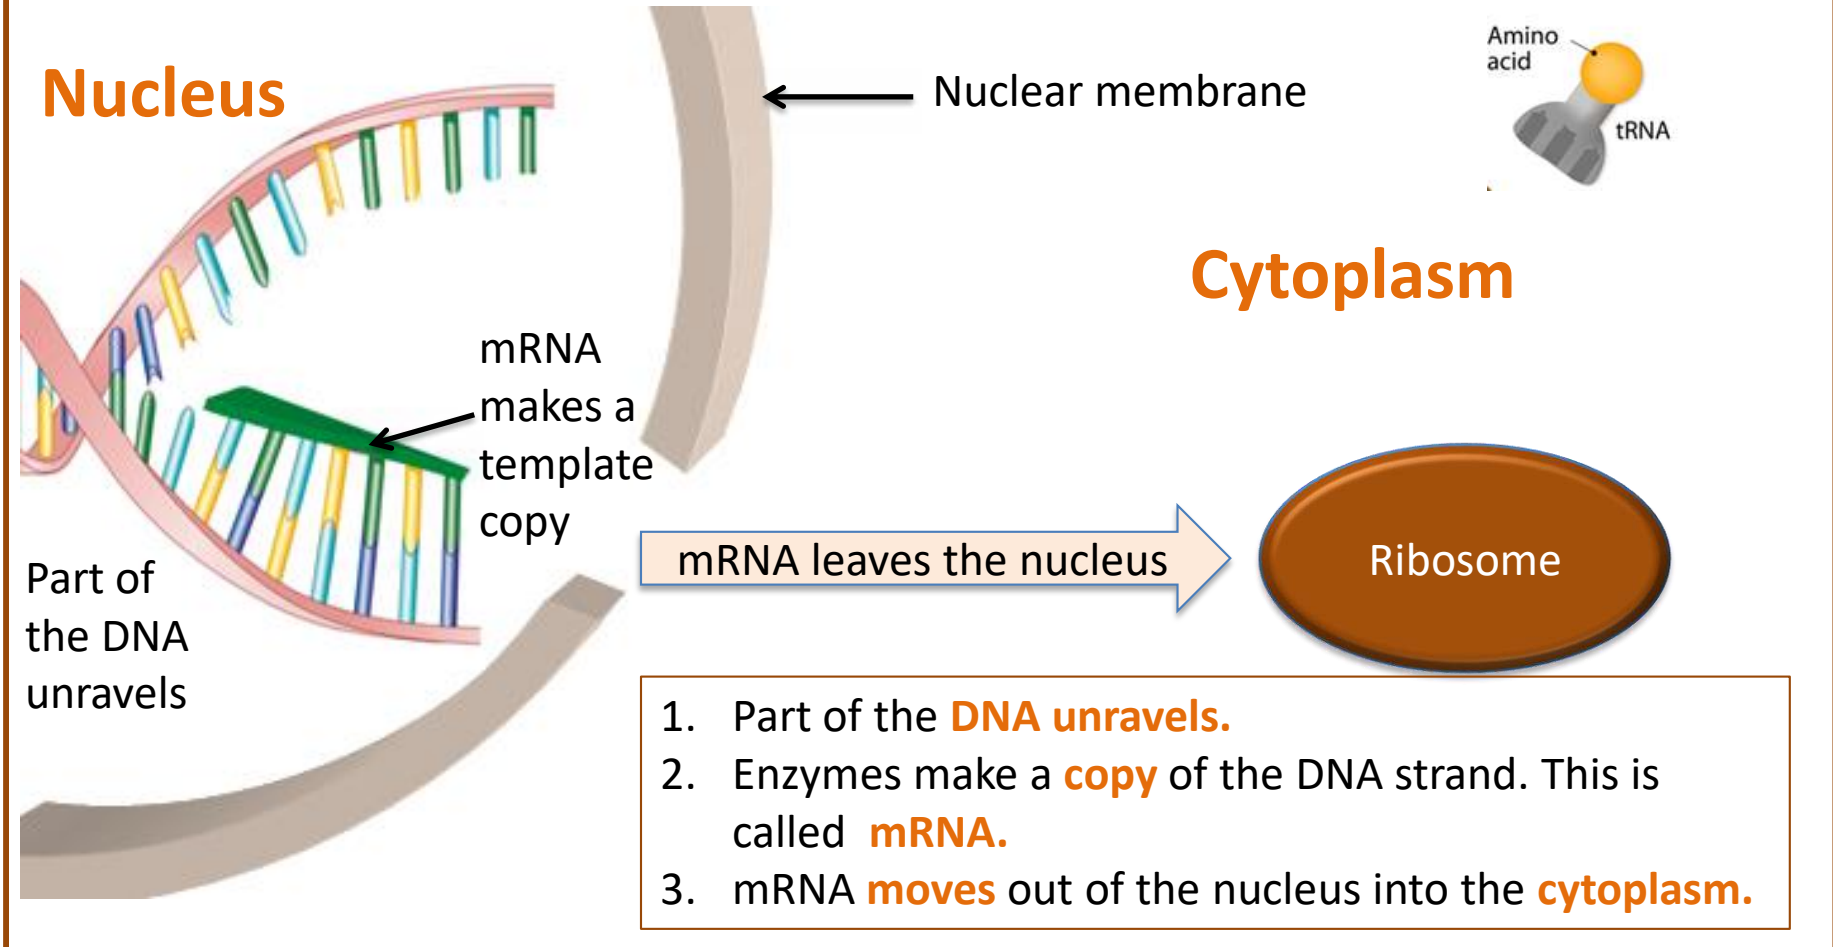 Nucleus
Nuclear membrane
Amino
acid
tRNA
Cytoplasm
mRNA
makes a
template
copy
Part of
the DNA
unravels
mRNA leaves the nucleus
Ribosome
1. Part of the DNA unravels.
2. Enzymes make a copy of the DNA strand. This is
called mRNA.
3. mRNA moves out of the nucleus into the cytoplasm.